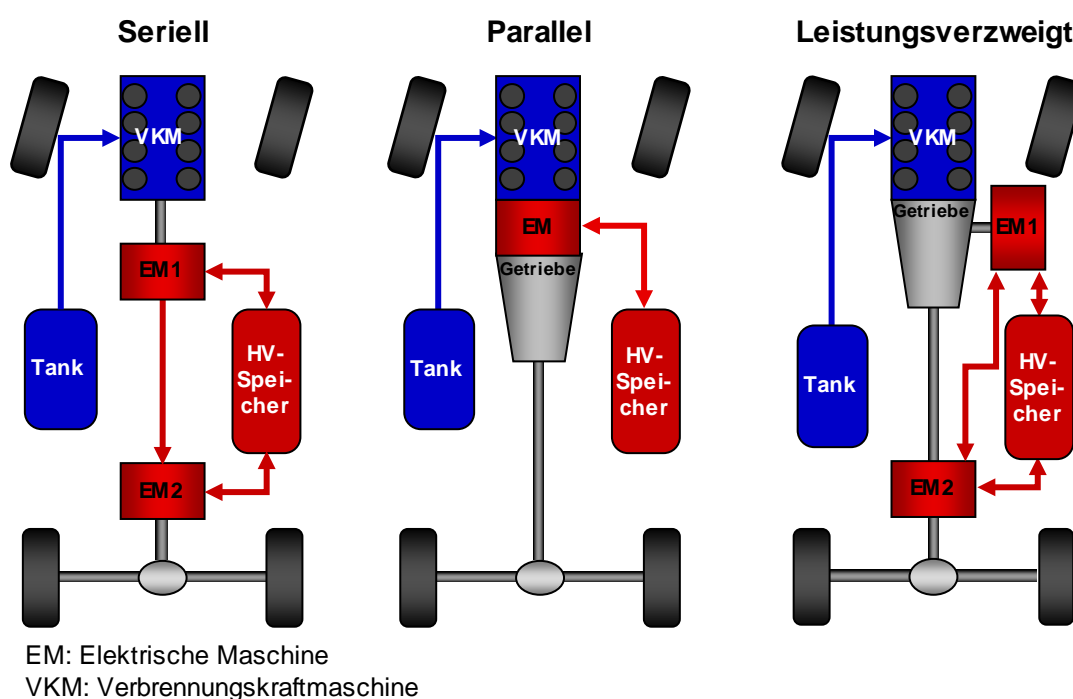 Seriell
Parallel
Leistungsverzweigt
VKM
EM1
Tank
HV-
Spei-
cher
EM2
VKM
EM
Getriebe
Tank
HV-
Spei-
cher
VKM
Getriebe
EM1
Tank
HV-
Spei-
cher
EM2
EM: Elektrische Maschine
VKM: Verbrennungskraftmaschine